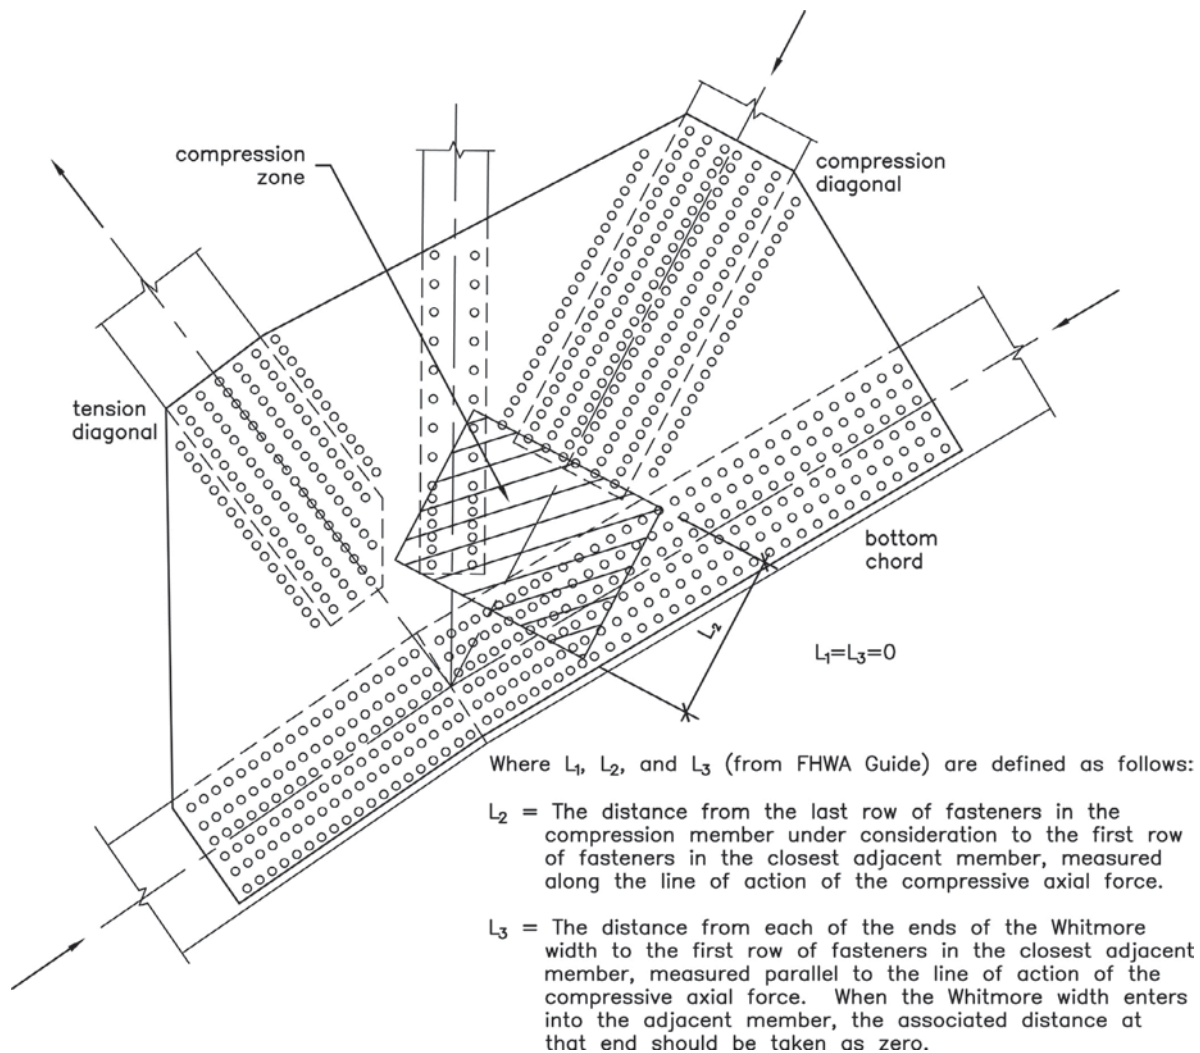 compression
zone
compression
diagonal
tension
diagonal
bottom
chord
L₂
L₁=L₃=0
Where L₁, L₂, and L₃ (from FHWA Guide) are defined as follows:
L₂ = The distance from the last row of fasteners in the
compression member under consideration to the first row
of fasteners in the closest adjacent member, measured
along the line of action of the compressive axial force.
L₃ = The distance from each of the ends of the Whitmore
width to the first row of fasteners in the closest adjacent
member, measured parallel to the line of action of the
compressive axial force. When the Whitmore width enters
into the adjacent member, the associated distance at
that end should be taken as zero.